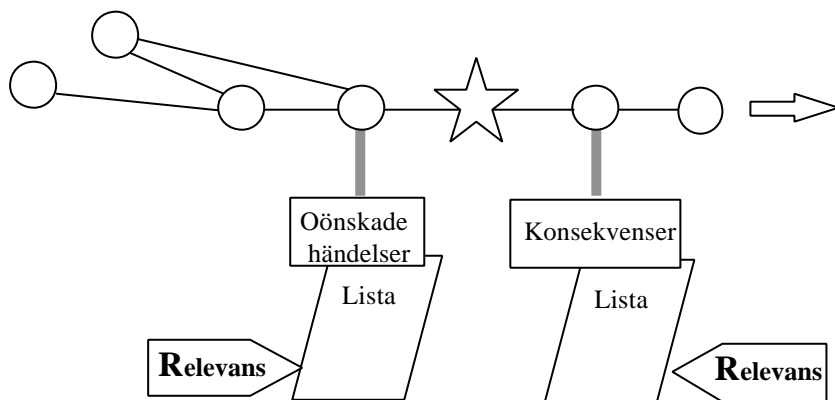 Oönskade
händelser
Konsekvenser
Lista
Lista
Relevans
Relevans